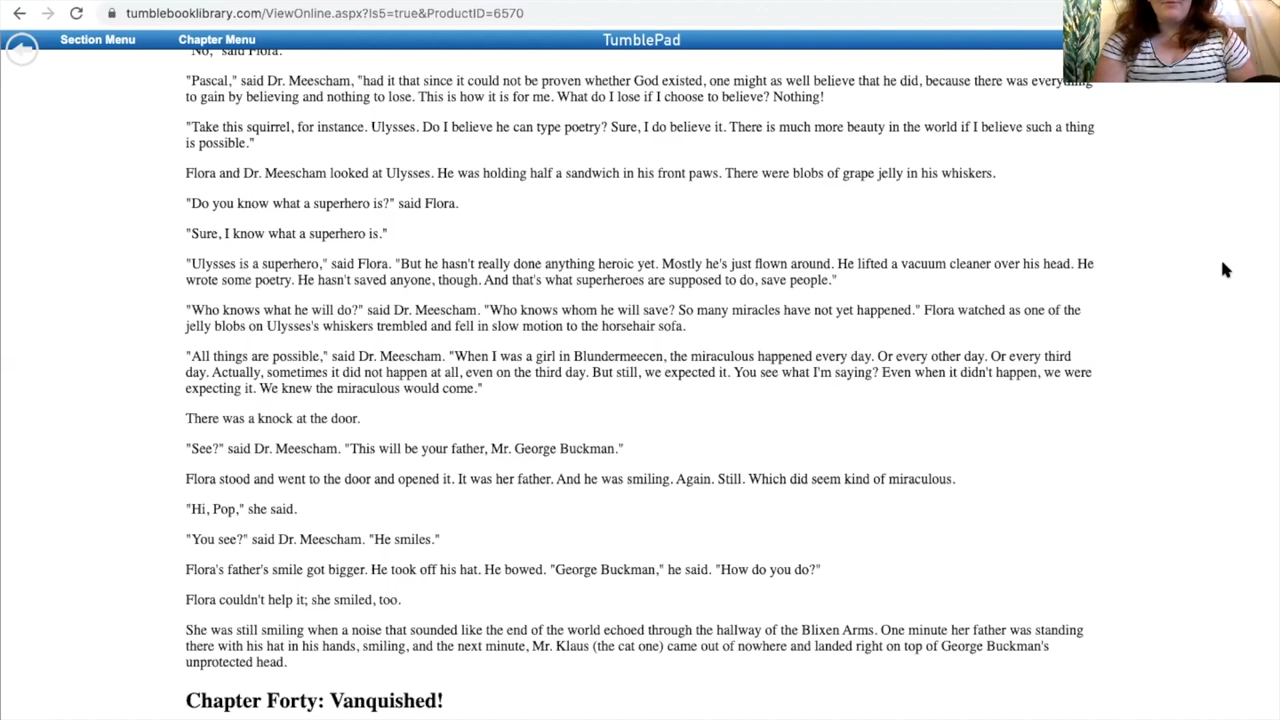 tumblebooklibrary.com/ViewOnline.aspx?ls5=true&ProductID=6570
Section Menu Chapter Menu TumblePad
"No," said Flora.
"Pascal," said Dr. Meescham, "had it that since it could not be proven whether God existed, one might as well believe that he did, because there was everything
to gain by believing and nothing to lose. This is how it is for me. What do I lose if I choose to believe? Nothing!
"Take this squirrel, for instance. Ulysses. Do I believe he can type poetry? Sure, I do believe it. There is much more beauty in the world if I believe such a thing
is possible."
Flora and Dr. Meescham looked at Ulysses. He was holding half a sandwich in his front paws. There were blobs of grape jelly in his whiskers.
"Do you know what a superhero is?" said Flora.
"Sure, I know what a superhero is."
"Ulysses is a superhero," said Flora. "But he hasn't really done anything heroic yet. Mostly he's just flown around. He lifted a vacuum cleaner over his head. He
wrote some poetry. He hasn't saved anyone, though. And that's what superheroes are supposed to do, save people."
"Who knows what he will do?" said Dr. Meescham. "Who knows whom he will save? So many miracles have not yet happened." Flora watched as one of the
jelly blobs on Ulysses's whiskers trembled and fell in slow motion to the horsehair sofa.
"All things are possible," said Dr. Meescham. "When I was a girl in Blundermeecen, the miraculous happened every day. Or every other day. Or every third
day. Actually, sometimes it did not happen at all, even on the third day. But still, we expected it. You see what I'm saying? Even when it didn't happen, we were
expecting it. We knew the miraculous would come."
There was a knock at the door.
"See?" said Dr. Meescham. "This will be your father, Mr. George Buckman."
Flora stood and went to the door and opened it. It was her father. And he was smiling. Again. Still. Which did seem kind of miraculous.
"Hi, Pop," she said.
"You see?" said Dr. Meescham. "He smiles."
Flora's father's smile got bigger. He took off his hat. He bowed. "George Buckman," he said. "How do you do?"
Flora couldn't help it; she smiled, too.
She was still smiling when a noise that sounded like the end of the world echoed through the hallway of the Blixen Arms. One minute her father was standing
there with his hat in his hands, smiling, and the next minute, Mr. Klaus (the cat one) came out of nowhere and landed right on top of George Buckman's
unprotected head.
Chapter Forty: Vanquished!